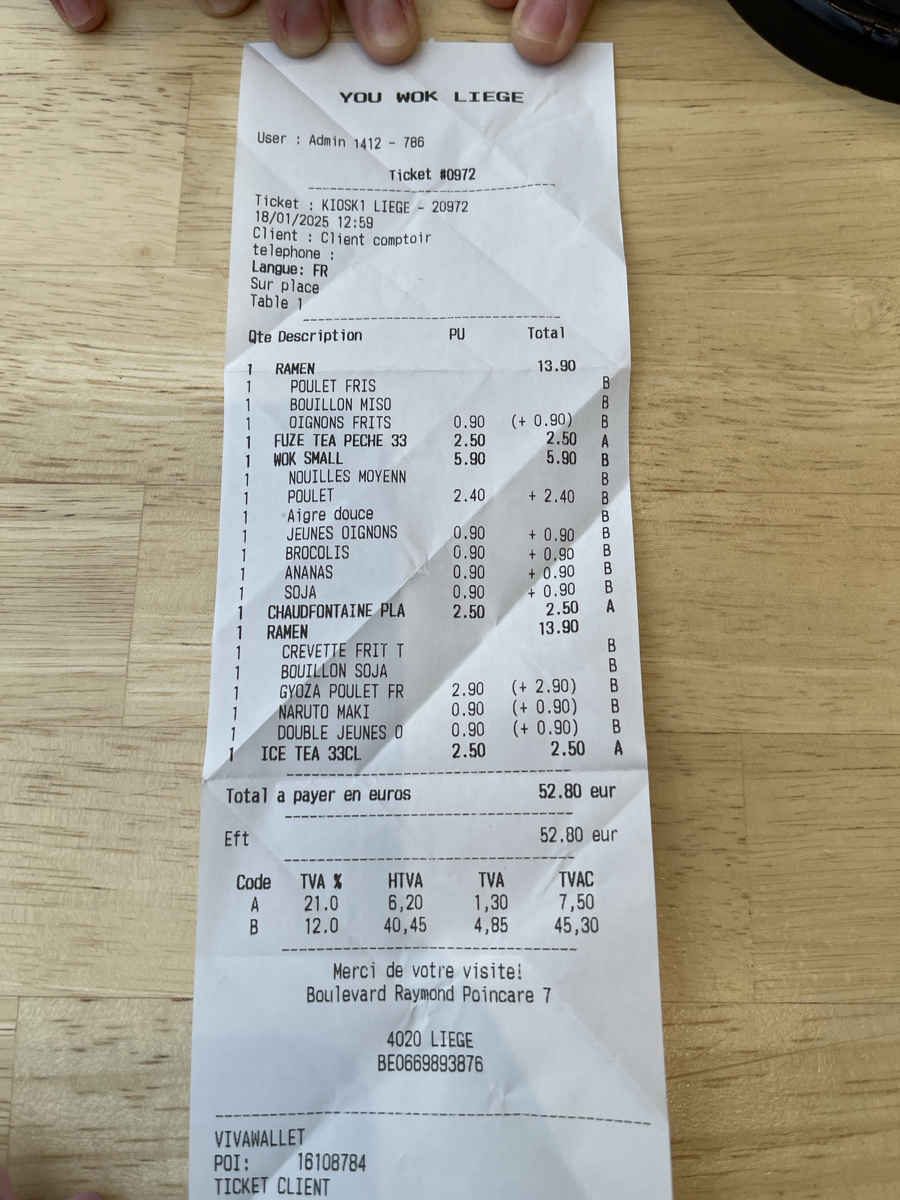 YOU WOK LIEGE
User : Admin 1412 - 786
Ticket #0972
Ticket : KIOSK1 LIEGE - 20972
18/01/2025 12:59
Client : Client comptoir
telephone :
Langue: FR
Sur place
Table 1
Qte Description PU Total
1 RAMEN 13.90
1 POULET FRIS B
1 BOUILLON MISO B
1 OIGNONS FRITS 0.90 (+ 0.90) B
1 FUZE TEA PECHE 33 2.50 2.50 A
1 WOK SMALL 5.90 5.90 B
1 NOUILLES MOYENN B
1 POULET 2.40 + 2.40 B
1 Aigre douce B
1 JEUNES OIGNONS 0.90 + 0.90 B
1 BROCOLIS 0.90 + 0.90 B
1 ANANAS 0.90 + 0.90 B
1 SOJA 0.90 + 0.90 B
1 CHAUDFONTAINE PLA 2.50 2.50 A
1 RAMEN 13.90
1 CREVETTE FRIT T B
1 BOUILLON SOJA B
1 GYOZA POULET FR 2.90 (+ 2.90) B
1 NARUTO MAKI 0.90 (+ 0.90) B
1 DOUBLE JEUNES O 0.90 (+ 0.90) B
1 ICE TEA 33CL 2.50 2.50 A
Total a payer en euros 52.80 eur
Eft 52.80 eur
Code TVA % HTVA TVA TVAC
A 21.0 6,20 1,30 7,50
B 12.0 40,45 4,85 45,30
Merci de votre visite!
Boulevard Raymond Poincare 7
4020 LIEGE
BE0669893876
VIVAWALLET
POI: 16108784
TICKET CLIENT